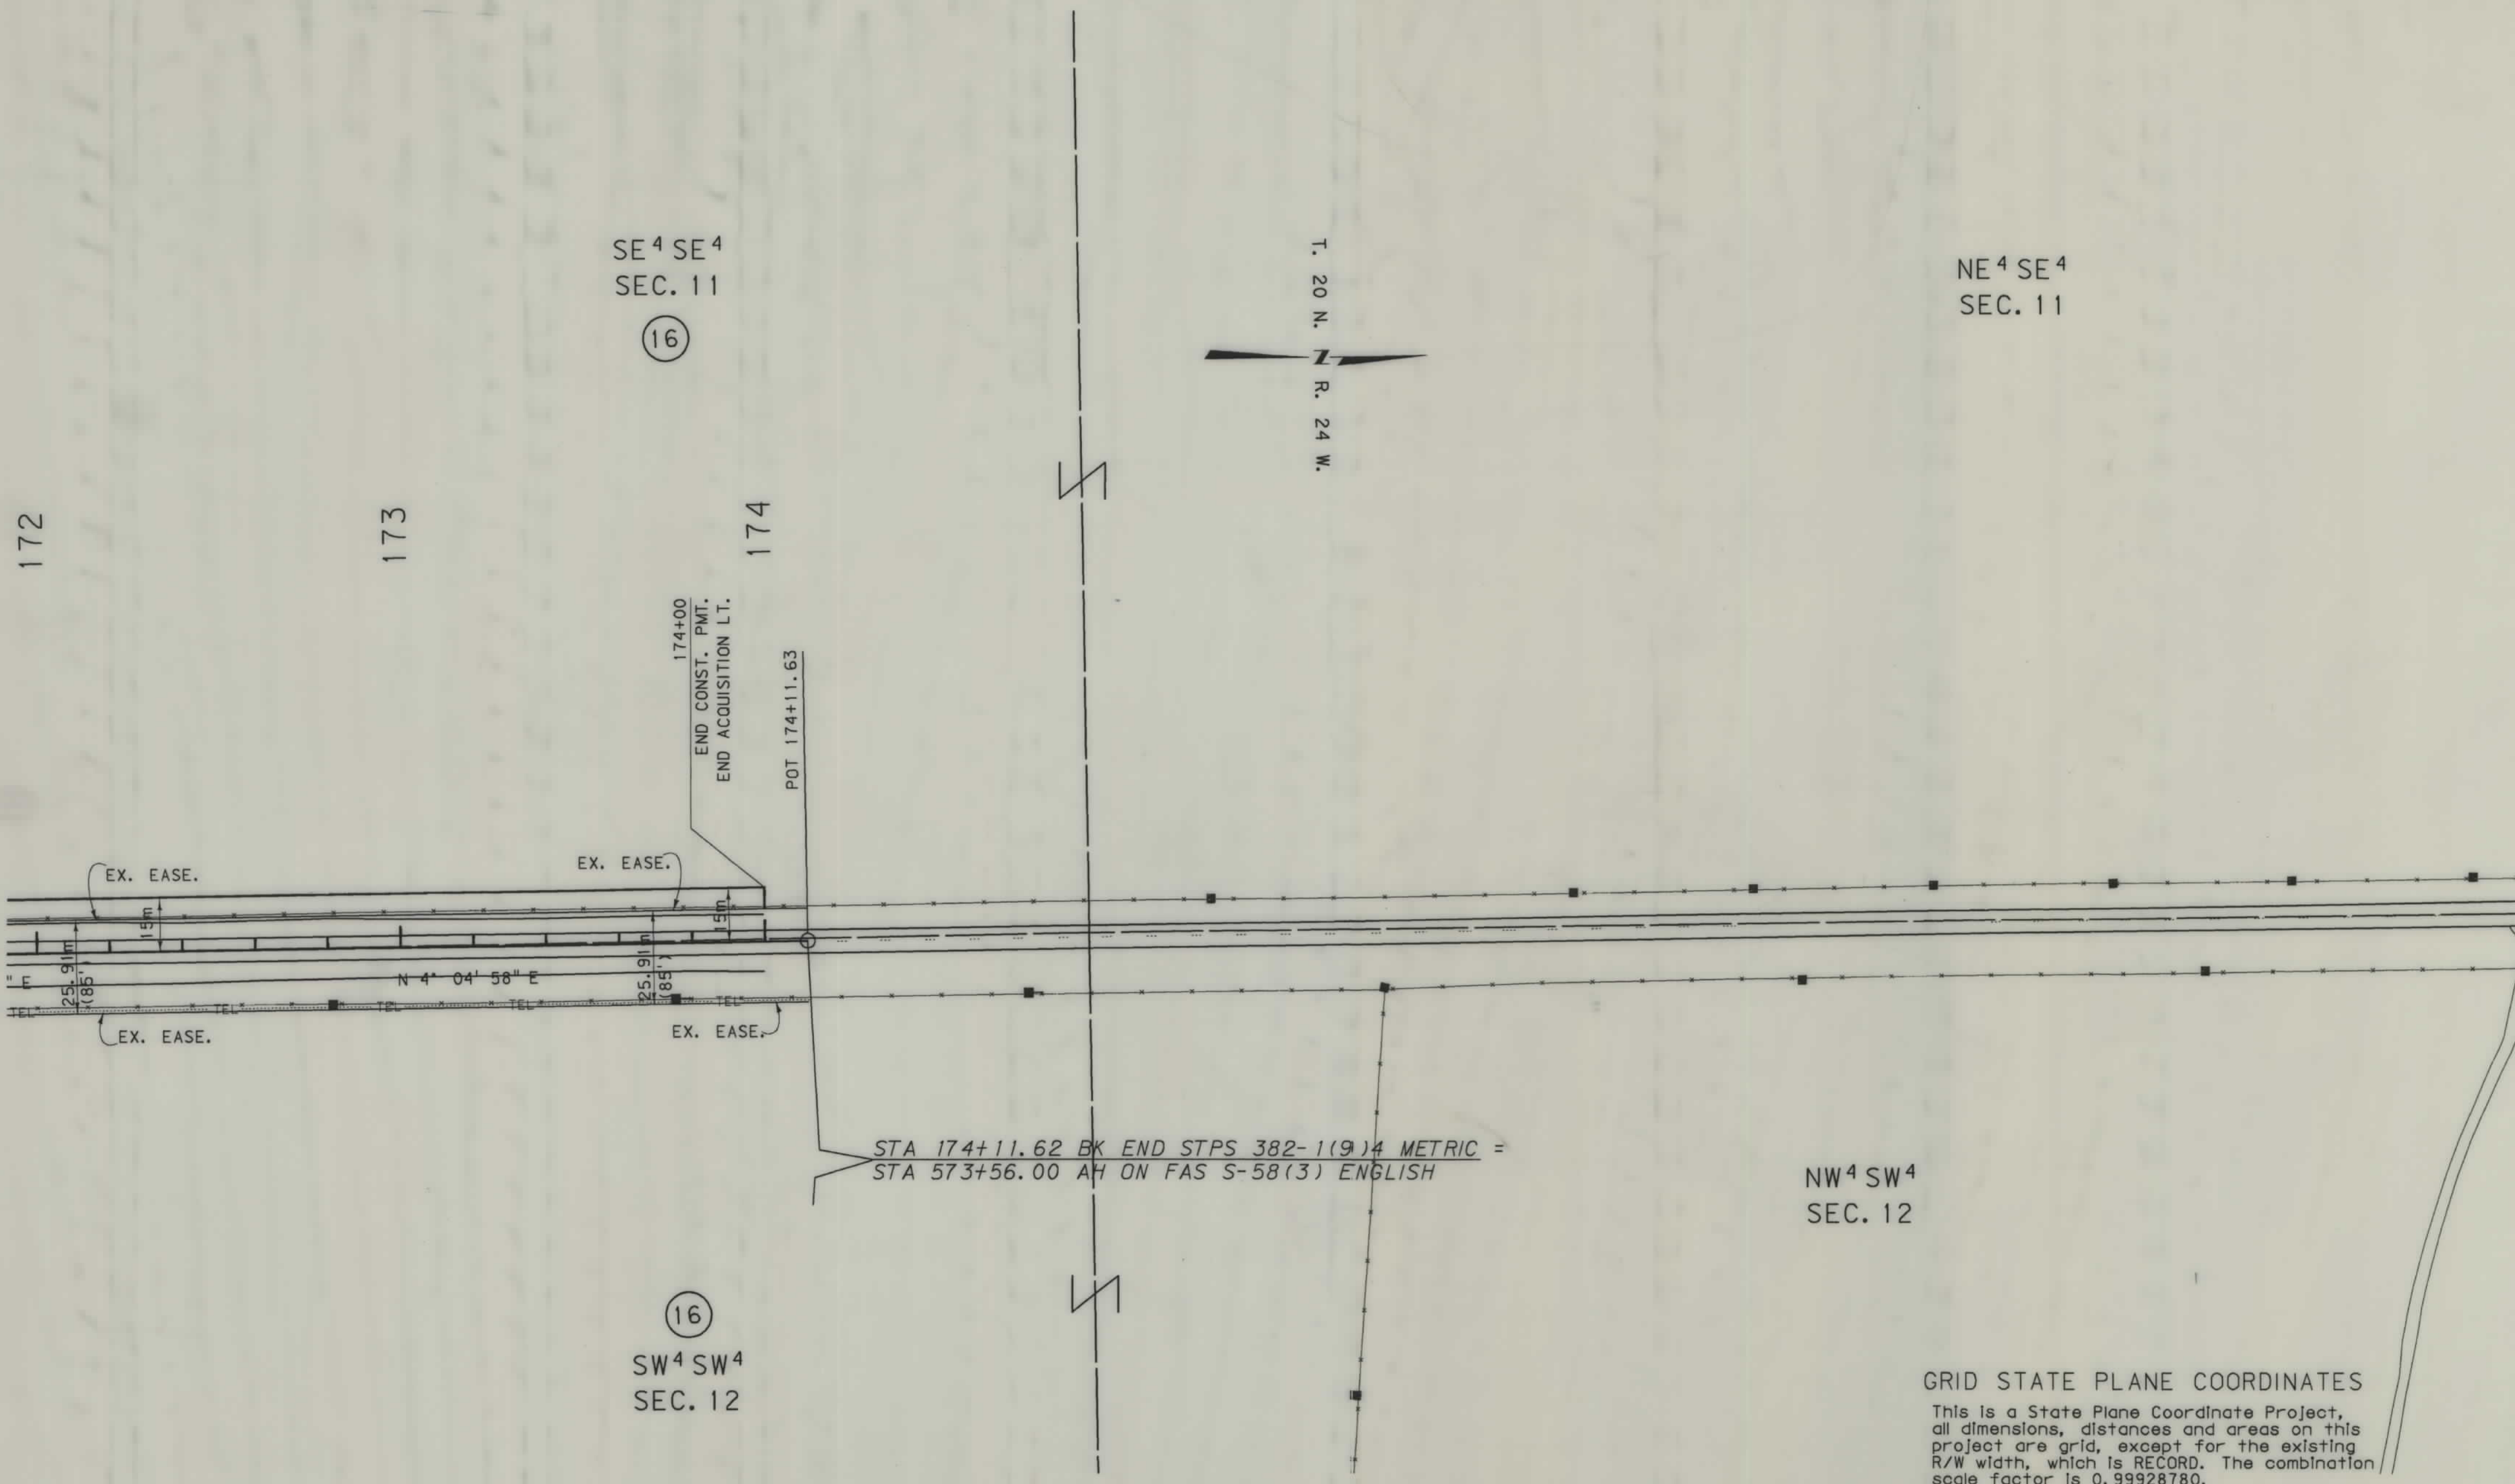 SE⁴ SE⁴
SEC. 11
16
T. 20 N.
Z
R. 24 W.
NE⁴ SE⁴
SEC. 11
172
173
174
174+00
END CONST. PMT.
END ACQUISITION LT.
POT 174+11.63
EX. EASE.
EX. EASE.
15m
15m
25.91m
(85')
25.91m
(85')
" E
N 4° 04' 58" E
TEL
TEL
TEL
TEL
TEL
EX. EASE.
EX. EASE.
STA 174+11.62 BK END STPS 382-1(9)4 METRIC =
STA 573+56.00 AH ON FAS S-58(3) ENGLISH
NW⁴ SW⁴
SEC. 12
16
SW⁴ SW⁴
SEC. 12
GRID STATE PLANE COORDINATES
This is a State Plane Coordinate Project,
all dimensions, distances and areas on this
project are grid, except for the existing
R/W width, which is RECORD. The combination
scale factor is 0.99928780.